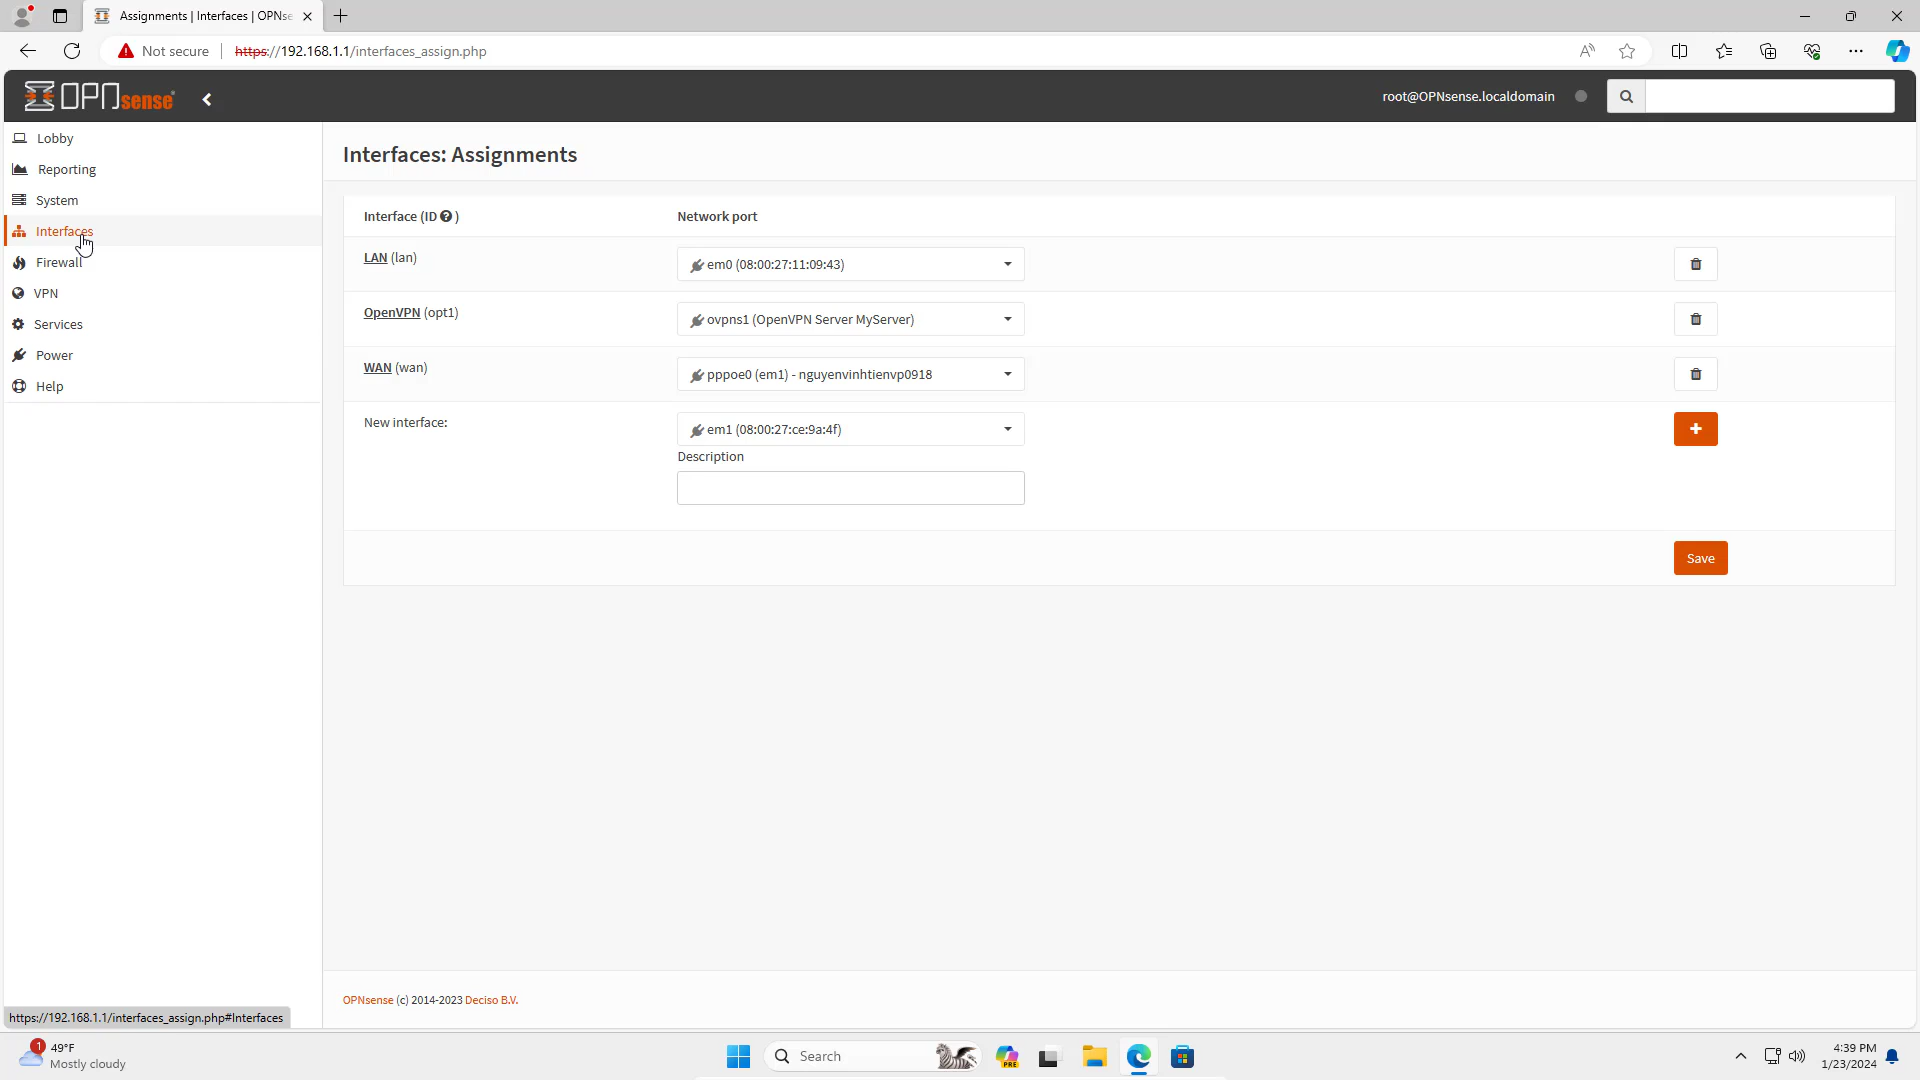 Assignments | Interfaces | OPNse
Not secure
https://192.168.1.1/interfaces_assign.php
OPNsense
root@OPNsense.localdomain
Lobby
Reporting
System
Interfaces
Firewall
VPN
Services
Power
Help
Interfaces: Assignments
Interface (ID ) Network port
LAN (lan) em0 (08:00:27:11:09:43)
OpenVPN (opt1) ovpns1 (OpenVPN Server MyServer)
WAN (wan) pppoe0 (em1) - nguyenvinhtienvp0918
New interface: em1 (08:00:27:ce:9a:4f)
Description
Save
OPNsense (c) 2014-2023 Deciso B.V.
https://192.168.1.1/interfaces_assign.php#Interfaces
1
49°F
Mostly cloudy
Search
PRE
4:39 PM
1/23/2024